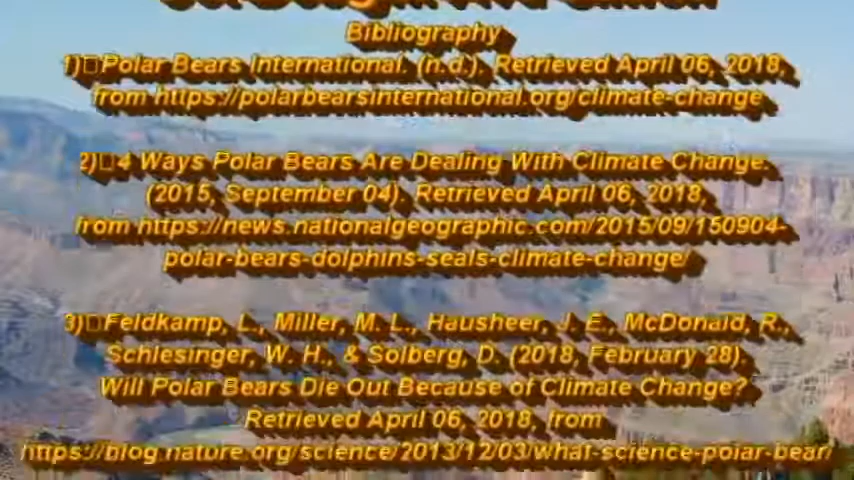 Bibliography
1)Polar Bears International. (n.d.). Retrieved April 06, 2018,
from https://polarbearsinternational.org/climate-change
2)4 Ways Polar Bears Are Dealing With Climate Change.
(2015, September 04). Retrieved April 06, 2018,
from https://news.nationalgeographic.com/2015/09/150904-
polar-bears-dolphins-seals-climate-change/
3)Feldkamp, L., Miller, M. L., Hausheer, J. E., McDonald, R.,
Schlesinger, W. H., & Solberg, D. (2018, February 28).
Will Polar Bears Die Out Because of Climate Change?
Retrieved April 06, 2018, from
https://blog.nature.org/science/2013/12/03/what-science-polar-bear/